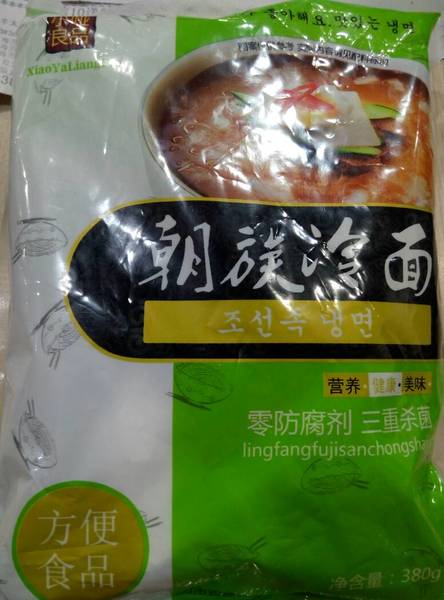 良品
XiaoYaLiang
좋아해요. 맛있는 냉면
朝族冷面
조선족 냉면
营养·健康·美味
零防腐剂 三重杀菌
lingfangfujisanchongsha
方便
食品
净含量: 380g